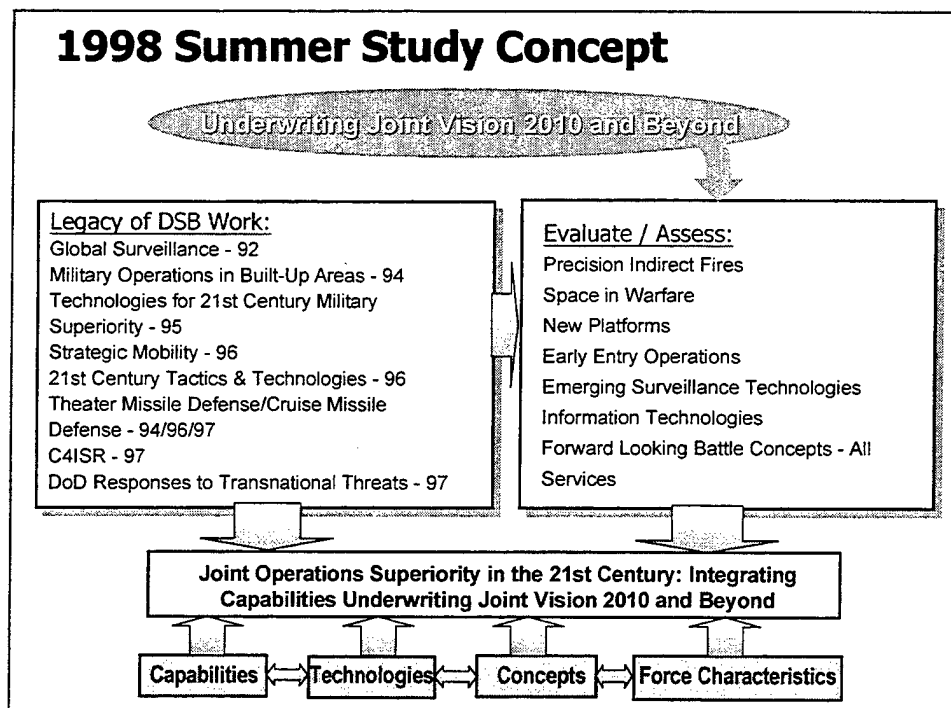 1998 Summer Study Concept
Underwriting Joint Vision 2010 and Beyond
Legacy of DSB Work:
Global Surveillance - 92
Military Operations in Built-Up Areas - 94
Technologies for 21st Century Military
Superiority - 95
Strategic Mobility - 96
21st Century Tactics & Technologies - 96
Theater Missile Defense/Cruise Missile
Defense - 94/96/97
C4ISR - 97
DoD Responses to Transnational Threats - 97
Evaluate / Assess:
Precision Indirect Fires
Space in Warfare
New Platforms
Early Entry Operations
Emerging Surveillance Technologies
Information Technologies
Forward Looking Battle Concepts - All
Services
Joint Operations Superiority in the 21st Century: Integrating
Capabilities Underwriting Joint Vision 2010 and Beyond
Capabilities Technologies Concepts Force Characteristics